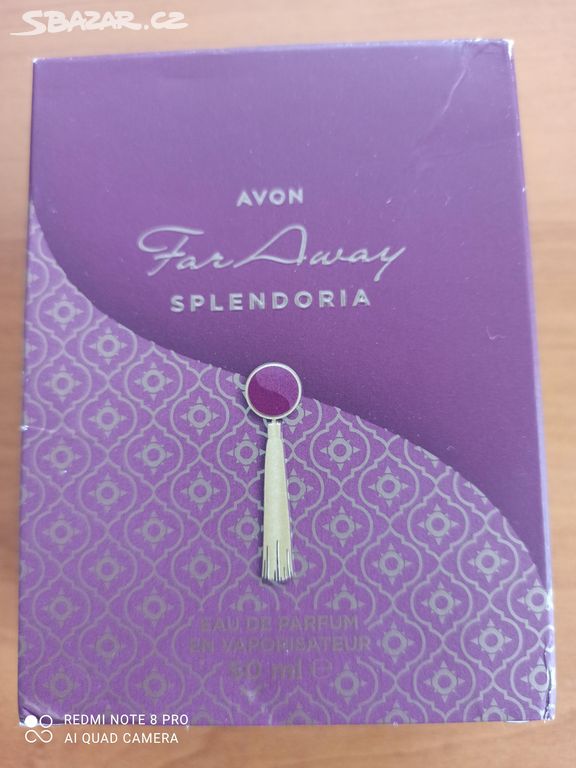 SBAZAR.CZ
AVON
Far Away
SPLENDORIA
EAU DE PARFUM
EN VAPORISATEUR
50 ml ℮
REDMI NOTE 8 PRO
AI QUAD CAMERA